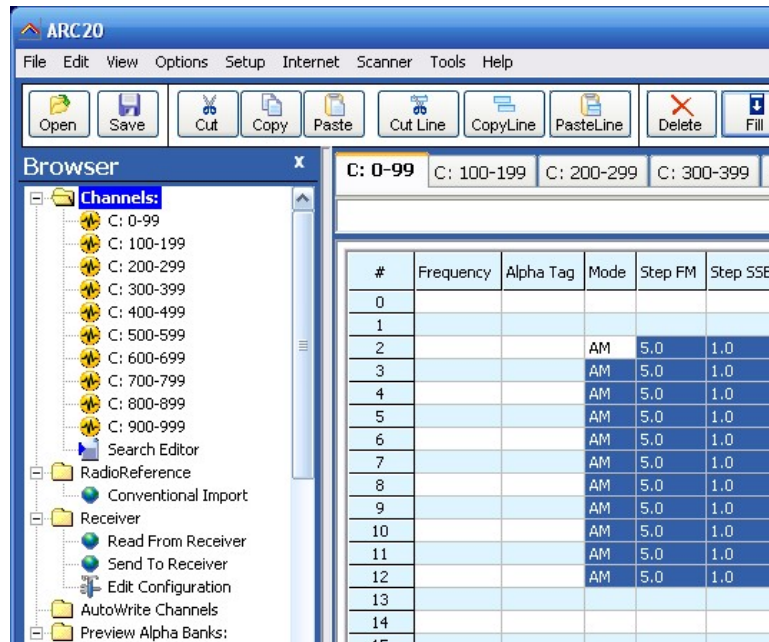 ARC20
File Edit View Options Setup Internet Scanner Tools Help
Open Save Cut Copy Paste Cut Line CopyLine PasteLine Delete Fill
Browser x
C: 0-99 C: 100-199 C: 200-299 C: 300-399
Channels:
C: 0-99
C: 100-199
C: 200-299
C: 300-399
C: 400-499
C: 500-599
C: 600-699
C: 700-799
C: 800-899
C: 900-999
Search Editor
RadioReference
Conventional Import
Receiver
Read From Receiver
Send To Receiver
Edit Configuration
AutoWrite Channels
Preview Alpha Banks:
# Frequency Alpha Tag Mode Step FM Step SSB
0
1
2 AM 5.0 1.0
3 AM 5.0 1.0
4 AM 5.0 1.0
5 AM 5.0 1.0
6 AM 5.0 1.0
7 AM 5.0 1.0
8 AM 5.0 1.0
9 AM 5.0 1.0
10 AM 5.0 1.0
11 AM 5.0 1.0
12 AM 5.0 1.0
13
14